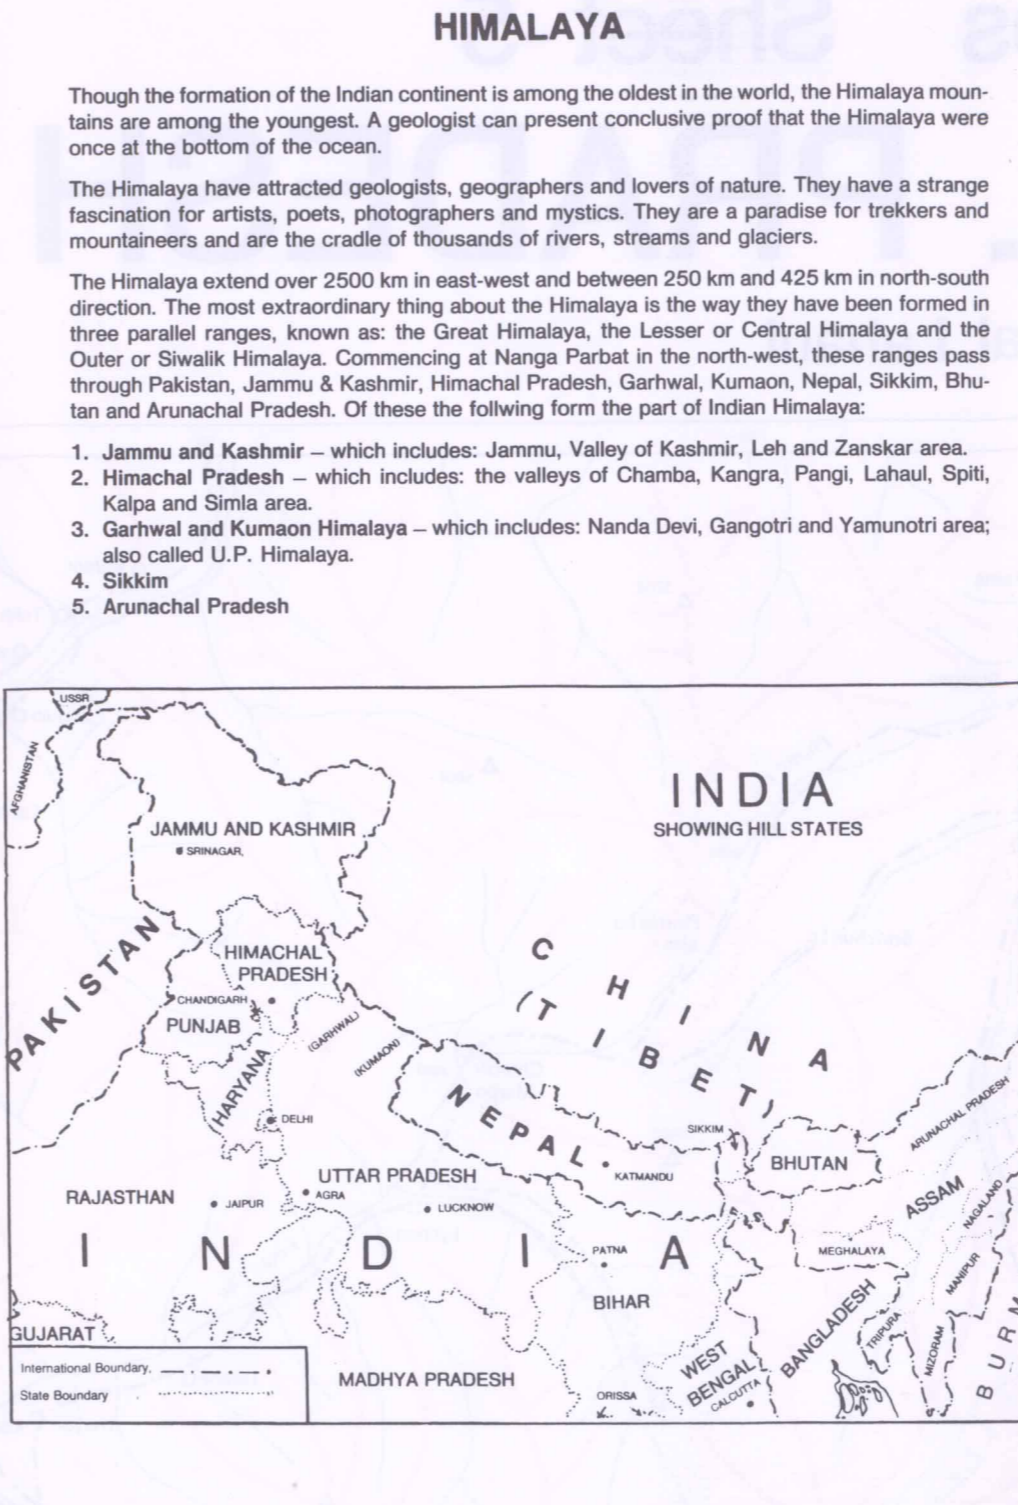 HIMALAYA
Though the formation of the Indian continent is among the oldest in the world, the Himalaya moun-
tains are among the youngest. A geologist can present conclusive proof that the Himalaya were
once at the bottom of the ocean.
The Himalaya have attracted geologists, geographers and lovers of nature. They have a strange
fascination for artists, poets, photographers and mystics. They are a paradise for trekkers and
mountaineers and are the cradle of thousands of rivers, streams and glaciers.
The Himalaya extend over 2500 km in east-west and between 250 km and 425 km in north-south
direction. The most extraordinary thing about the Himalaya is the way they have been formed in
three parallel ranges, known as: the Great Himalaya, the Lesser or Central Himalaya and the
Outer or Siwalik Himalaya. Commencing at Nanga Parbat in the north-west, these ranges pass
through Pakistan, Jammu & Kashmir, Himachal Pradesh, Garhwal, Kumaon, Nepal, Sikkim, Bhu-
tan and Arunachal Pradesh. Of these the follwing form the part of Indian Himalaya:
1. Jammu and Kashmir – which includes: Jammu, Valley of Kashmir, Leh and Zanskar area.
2. Himachal Pradesh – which includes: the valleys of Chamba, Kangra, Pangi, Lahaul, Spiti,
Kalpa and Simla area.
3. Garhwal and Kumaon Himalaya – which includes: Nanda Devi, Gangotri and Yamunotri area;
also called U.P. Himalaya.
4. Sikkim
5. Arunachal Pradesh
USSR
AFGHANISTAN
INDIA
SHOWING HILL STATES
JAMMU AND KASHMIR
SRINAGAR
PAKISTAN
HIMACHAL
PRADESH
CHANDIGARH
PUNJAB
(GARHWAL)
(KUMAON)
HARYANA
DELHI
CHINA
(TIBET)
NEPAL
KATMANDU
SIKKIM
BHUTAN
ARUNACHAL PRADESH
ASSAM
NAGALAND
UTTAR PRADESH
AGRA
LUCKNOW
RAJASTHAN
JAIPUR
INDIA
PATNA
BIHAR
MEGHALAYA
MANIPUR
BANGLADESH
TRIPURA
MIZORAM
BURM
GUJARAT
WEST
BENGAL
CALCUTTA
ORISSA
MADHYA PRADESH
International Boundary.
State Boundary